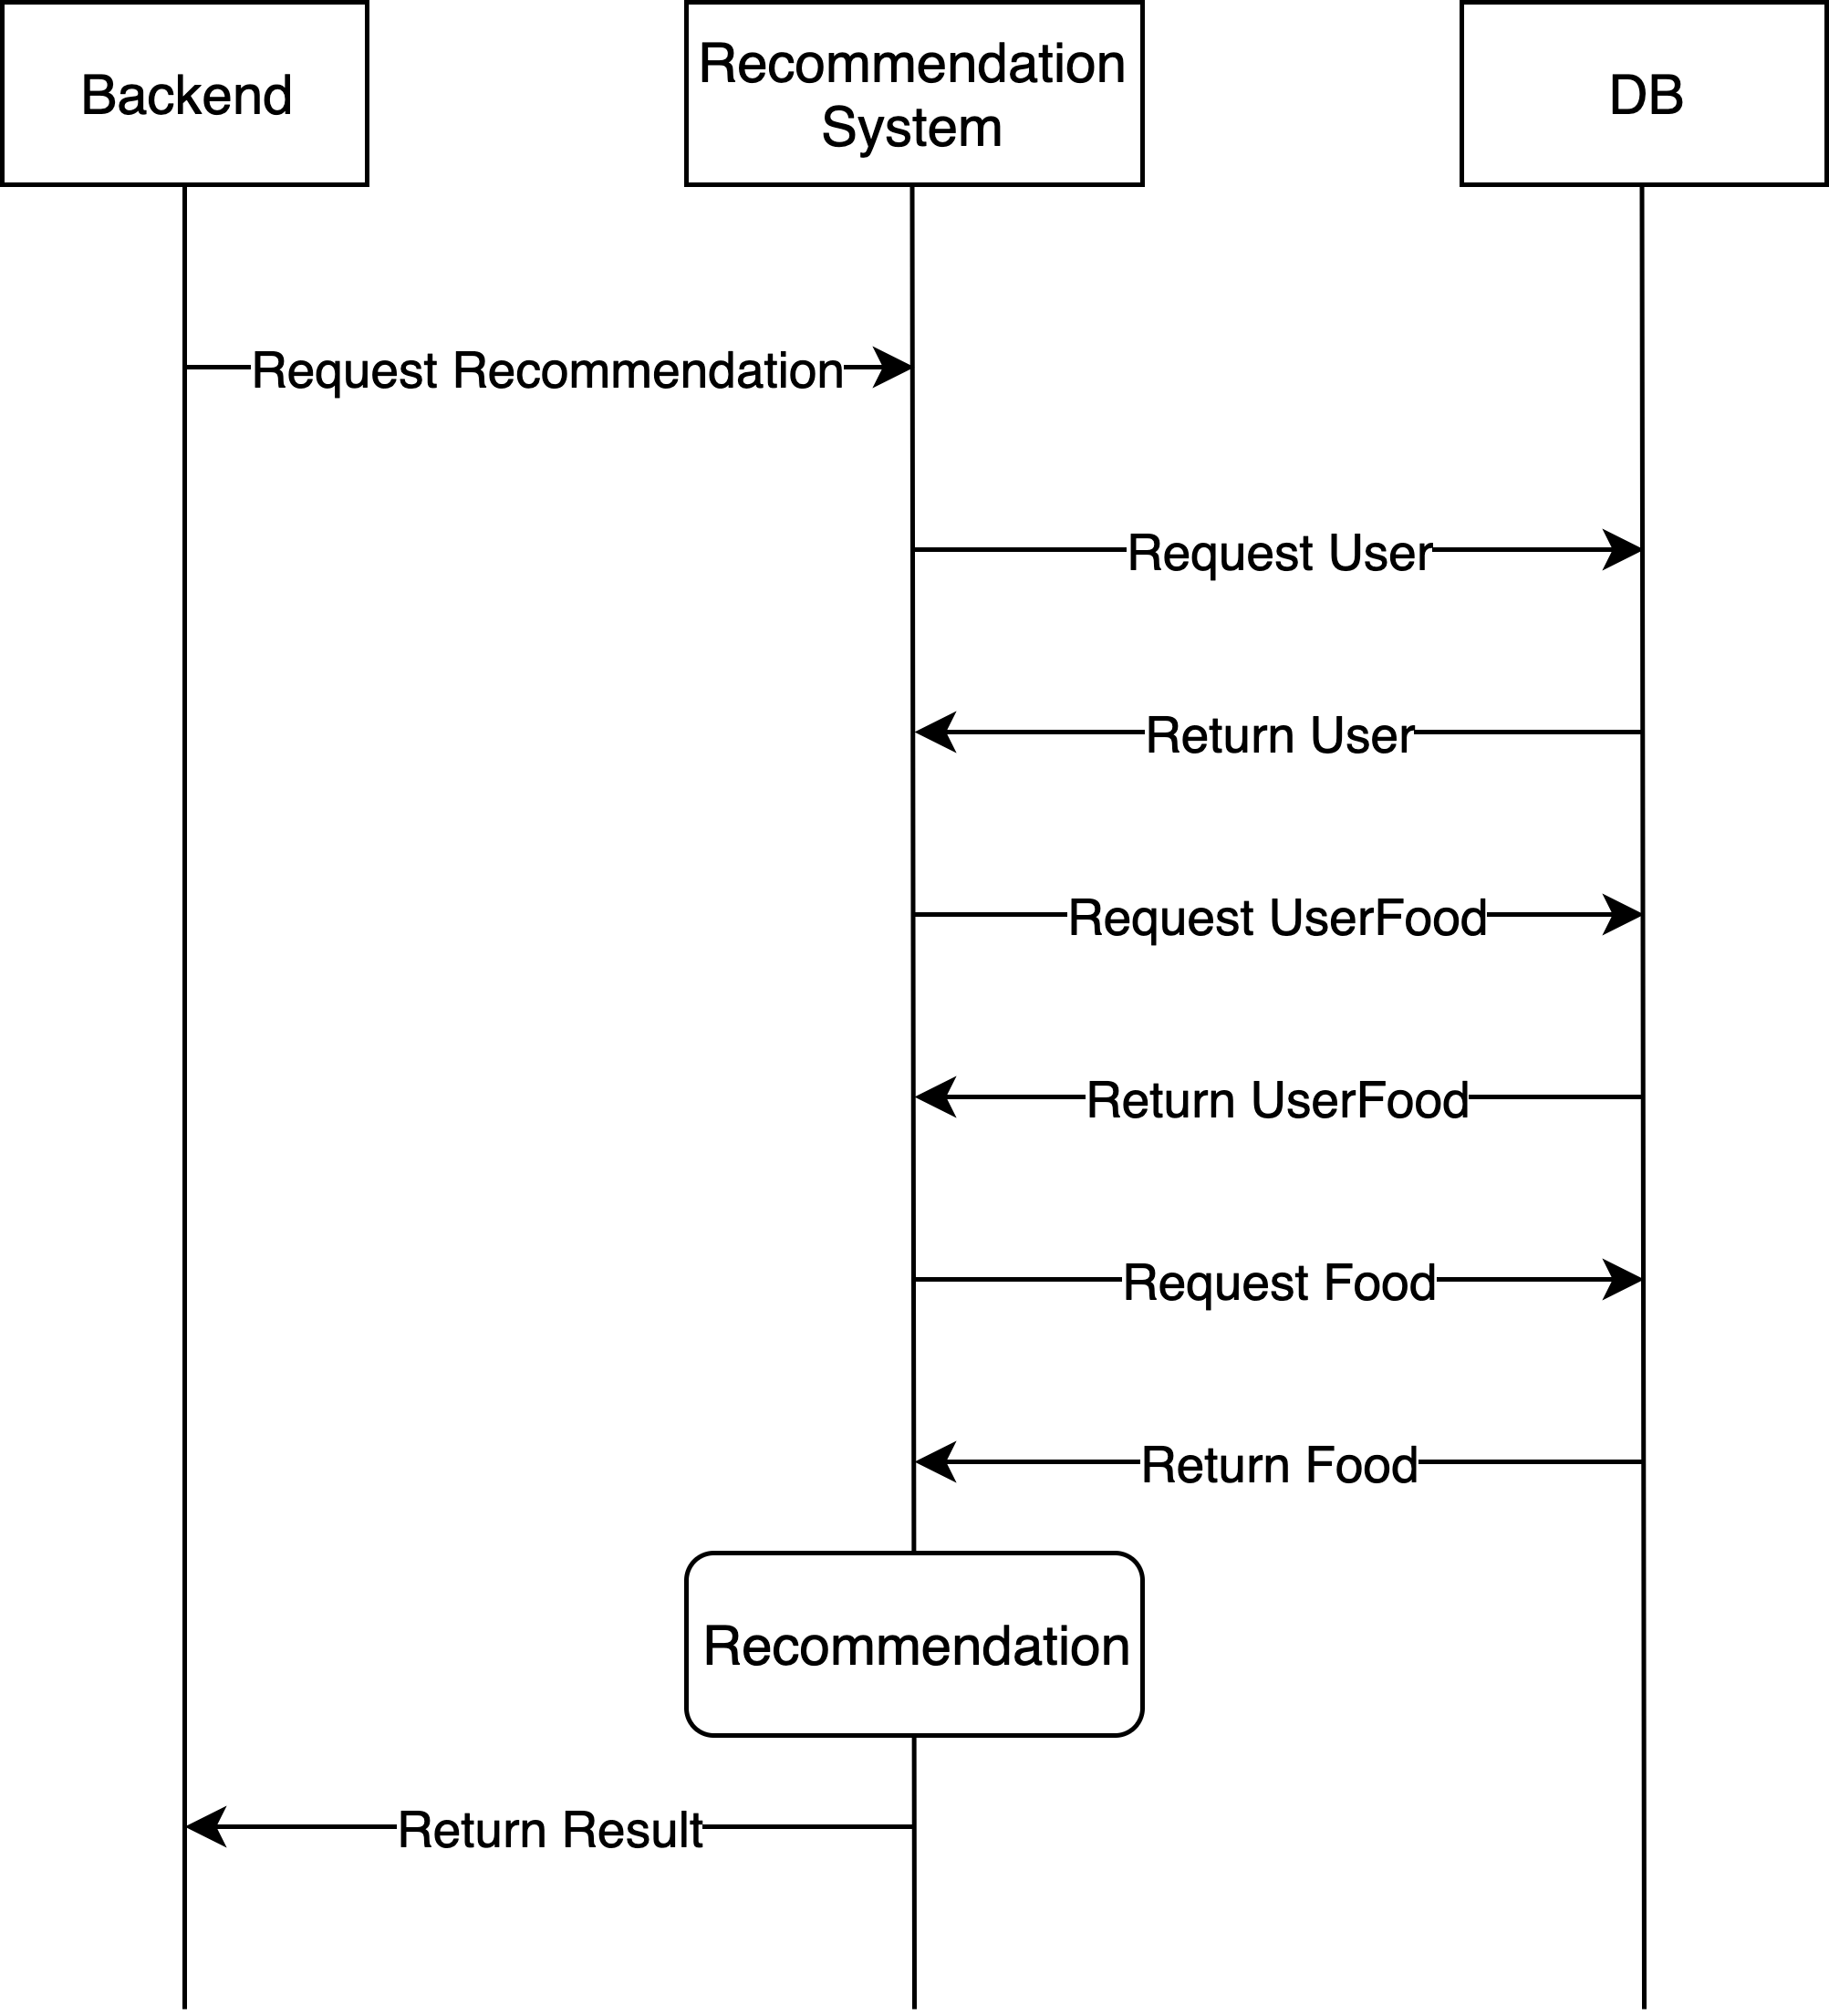 Backend
Recommendation
System
DB
Request Recommendation
Request User
Return User
Request UserFood
Return UserFood
Request Food
Return Food
Recommendation
Return Result